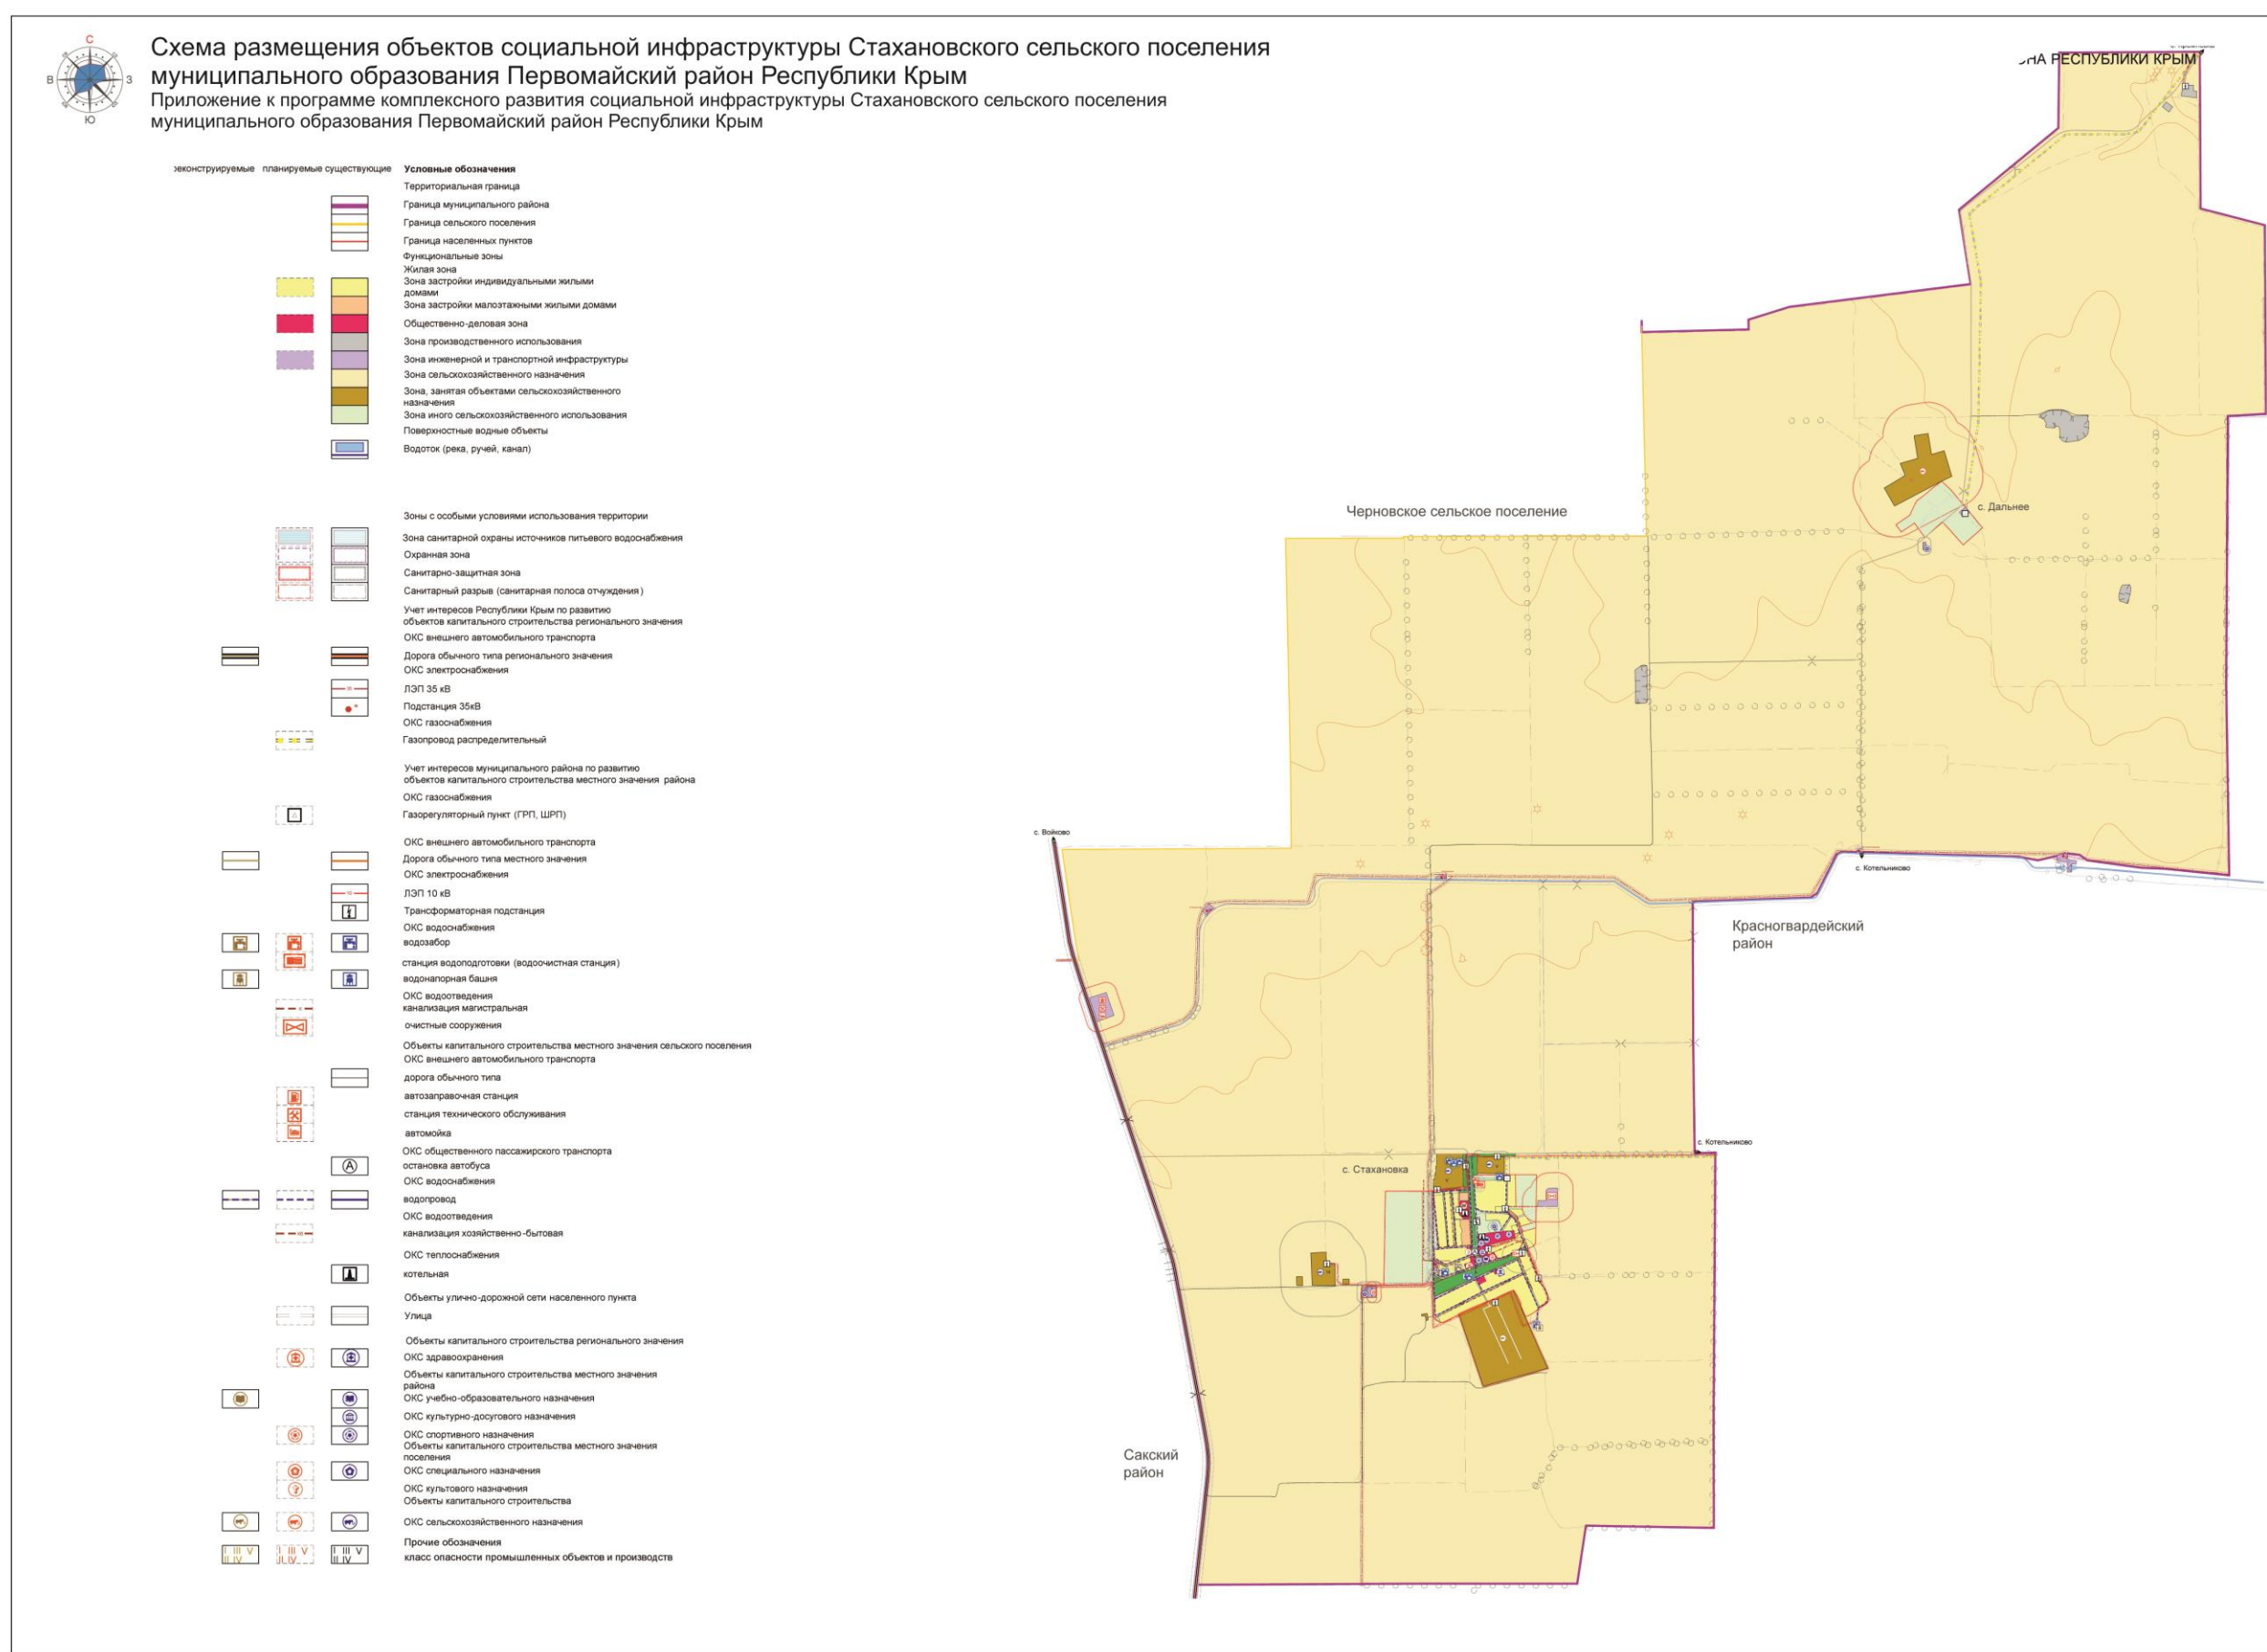 С
В
З
Ю
Схема размещения объектов социальной инфраструктуры Стахановского сельского поселения
муниципального образования Первомайский район Республики Крым
Приложение к программе комплексного развития социальной инфраструктуры Стахановского сельского поселения
муниципального образования Первомайский район Республики Крым
НА РЕСПУБЛИКИ КРЫМ
еконструируемые планируемые существующие Условные обозначения
Территориальная граница
Граница муниципального района
Граница сельского поселения
Граница населенных пунктов
Функциональные зоны
Жилая зона
Зона застройки индивидуальными жилыми
домами
Зона застройки малоэтажными жилыми домами
Общественно-деловая зона
Зона производственного использования
Зона инженерной и транспортной инфраструктуры
Зона сельскохозяйственного назначения
Зона, занятая объектами сельскохозяйственного
назначения
Зона иного сельскохозяйственного использования
Поверхностные водные объекты
Водоток (река, ручей, канал)
Зоны с особыми условиями использования территории
Зона санитарной охраны источников питьевого водоснабжения
Охранная зона
Санитарно-защитная зона
Санитарный разрыв (санитарная полоса отчуждения)
Учет интересов Республики Крым по развитию
объектов капитального строительства регионального значения
ОКС внешнего автомобильного транспорта
Дорога обычного типа регионального значения
ОКС электроснабжения
ЛЭП 35 кВ
Подстанция 35кВ
ОКС газоснабжения
Газопровод распределительный
Учет интересов муниципального района по развитию
объектов капитального строительства местного значения района
ОКС газоснабжения
Газорегуляторный пункт (ГРП, ШРП)
ОКС внешнего автомобильного транспорта
Дорога обычного типа местного значения
ОКС электроснабжения
ЛЭП 10 кВ
Трансформаторная подстанция
ОКС водоснабжения
водозабор
станция водоподготовки (водоочистная станция)
водонапорная башня
ОКС водоотведения
канализация магистральная
очистные сооружения
Объекты капитального строительства местного значения сельского поселения
ОКС внешнего автомобильного транспорта
дорога обычного типа
автозаправочная станция
станция технического обслуживания
автомойка
ОКС общественного пассажирского транспорта
А остановка автобуса
ОКС водоснабжения
водопровод
ОКС водоотведения
канализация хозяйственно-бытовая
ОКС теплоснабжения
котельная
Объекты улично-дорожной сети населенного пункта
Улица
Объекты капитального строительства регионального значения
ОКС здравоохранения
Объекты капитального строительства местного значения
района
ОКС учебно-образовательного назначения
ОКС культурно-досугового назначения
ОКС спортивного назначения
Объекты капитального строительства местного значения
поселения
ОКС специального назначения
ОКС культового назначения
Объекты капитального строительства
ОКС сельскохозяйственного назначения
Прочие обозначения
I III V I III V I III V
II IV II IV II IV
класс опасности промышленных объектов и производств
Черновское сельское поселение
с. Дальнее
с. Войково
с. Котельниково
Красногвардейский
район
с. Котельниково
с. Стахановка
Сакский
район